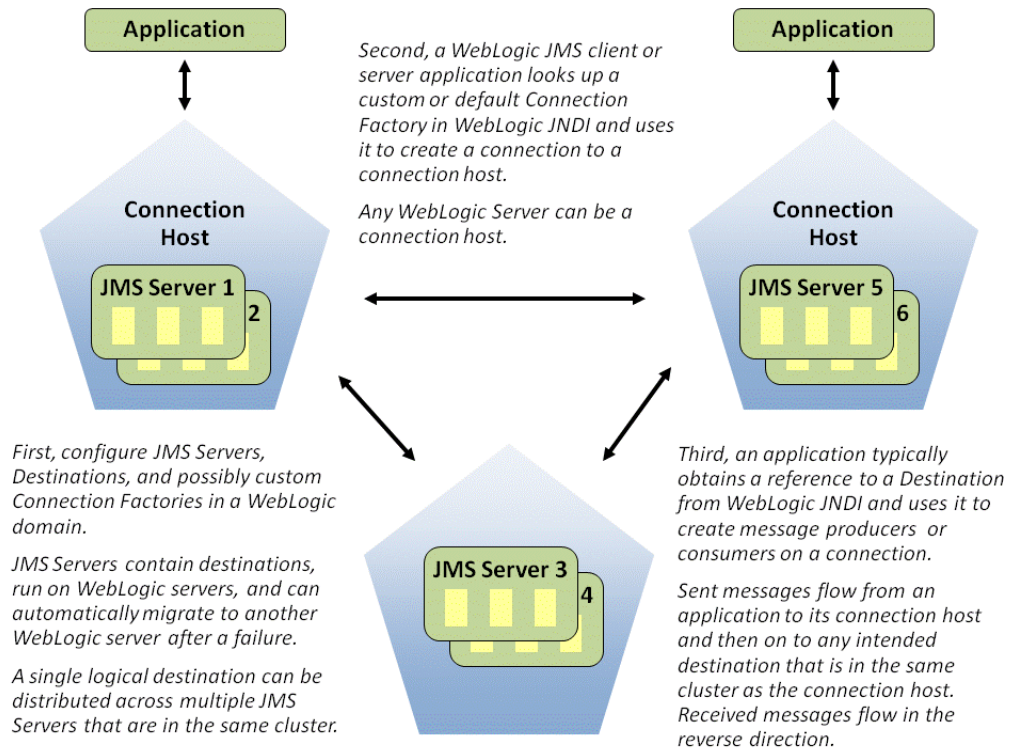 Application
Application
Second, a WebLogic JMS client or
server application looks up a
custom or default Connection
Factory in WebLogic JNDI and uses
it to create a connection to a
connection host.
Any WebLogic Server can be a
connection host.
Connection
Host
JMS Server 1
2
Connection
Host
JMS Server 5
6
First, configure JMS Servers,
Destinations, and possibly custom
Connection Factories in a WebLogic
domain.
JMS Servers contain destinations,
run on WebLogic servers, and can
automatically migrate to another
WebLogic server after a failure.
A single logical destination can be
distributed across multiple JMS
Servers that are in the same cluster.
JMS Server 3
4
Third, an application typically
obtains a reference to a Destination
from WebLogic JNDI and uses it to
create message producers or
consumers on a connection.
Sent messages flow from an
application to its connection host
and then on to any intended
destination that is in the same
cluster as the connection host.
Received messages flow in the
reverse direction.